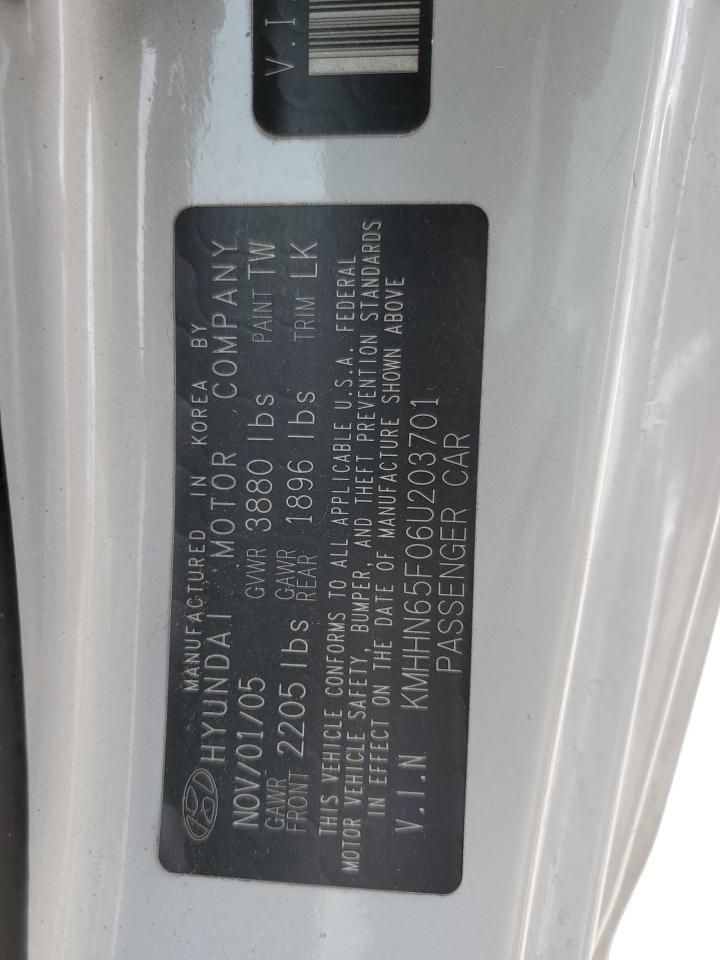 V.I
MANUFACTURED IN KOREA BY
HYUNDAI MOTOR COMPANY
NOV/01/05 GVWR 3880 lbs PAINT TW
GAWR FRONT 2205 lbs GAWR REAR 1896 lbs TRIM LK
THIS VEHICLE CONFORMS TO ALL APPLICABLE U.S.A. FEDERAL
MOTOR VEHICLE SAFETY, BUMPER, AND THEFT PREVENTION STANDARDS
IN EFFECT ON THE DATE OF MANUFACTURE SHOWN ABOVE
V.I.N KMHHN65F06U203701
PASSENGER CAR